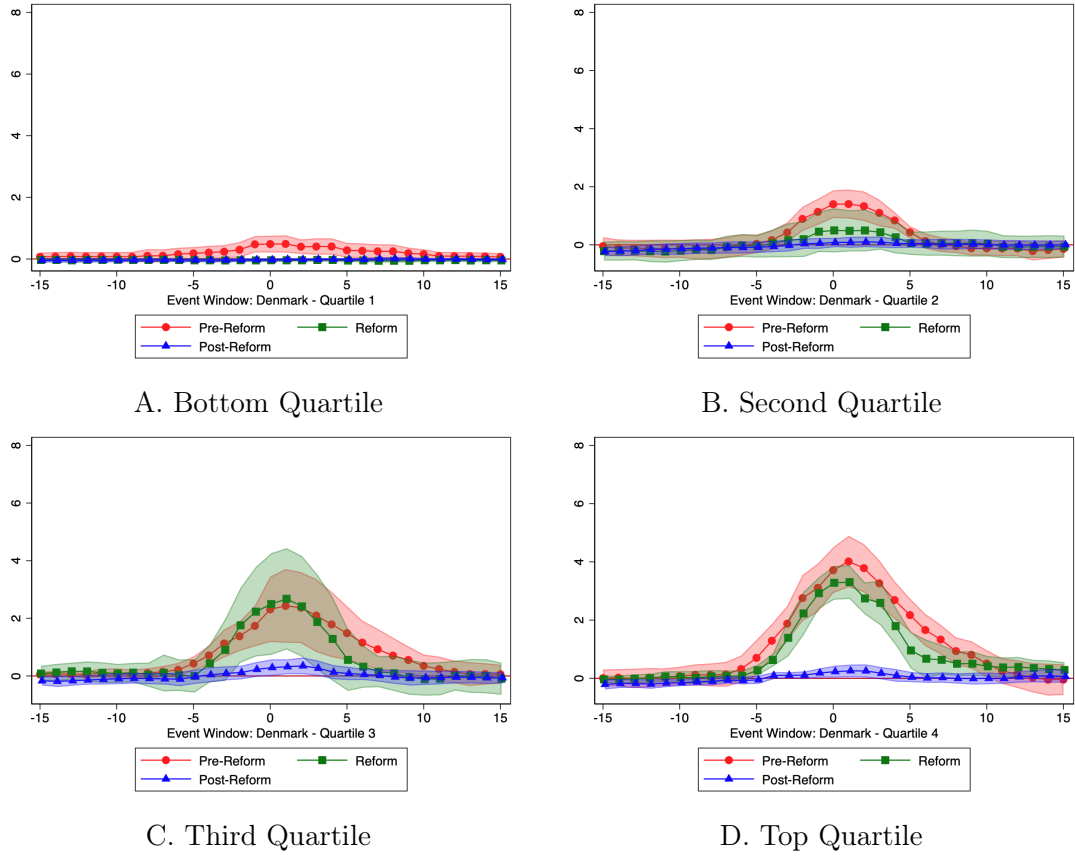 8
6
4
2
0
-15 -10 -5 0 5 10 15
Event Window: Denmark - Quartile 1
Pre-Reform Reform
Post-Reform
A. Bottom Quartile
8
6
4
2
0
-15 -10 -5 0 5 10 15
Event Window: Denmark - Quartile 2
Pre-Reform Reform
Post-Reform
B. Second Quartile
8
6
4
2
0
-15 -10 -5 0 5 10 15
Event Window: Denmark - Quartile 3
Pre-Reform Reform
Post-Reform
C. Third Quartile
8
6
4
2
0
-15 -10 -5 0 5 10 15
Event Window: Denmark - Quartile 4
Pre-Reform Reform
Post-Reform
D. Top Quartile